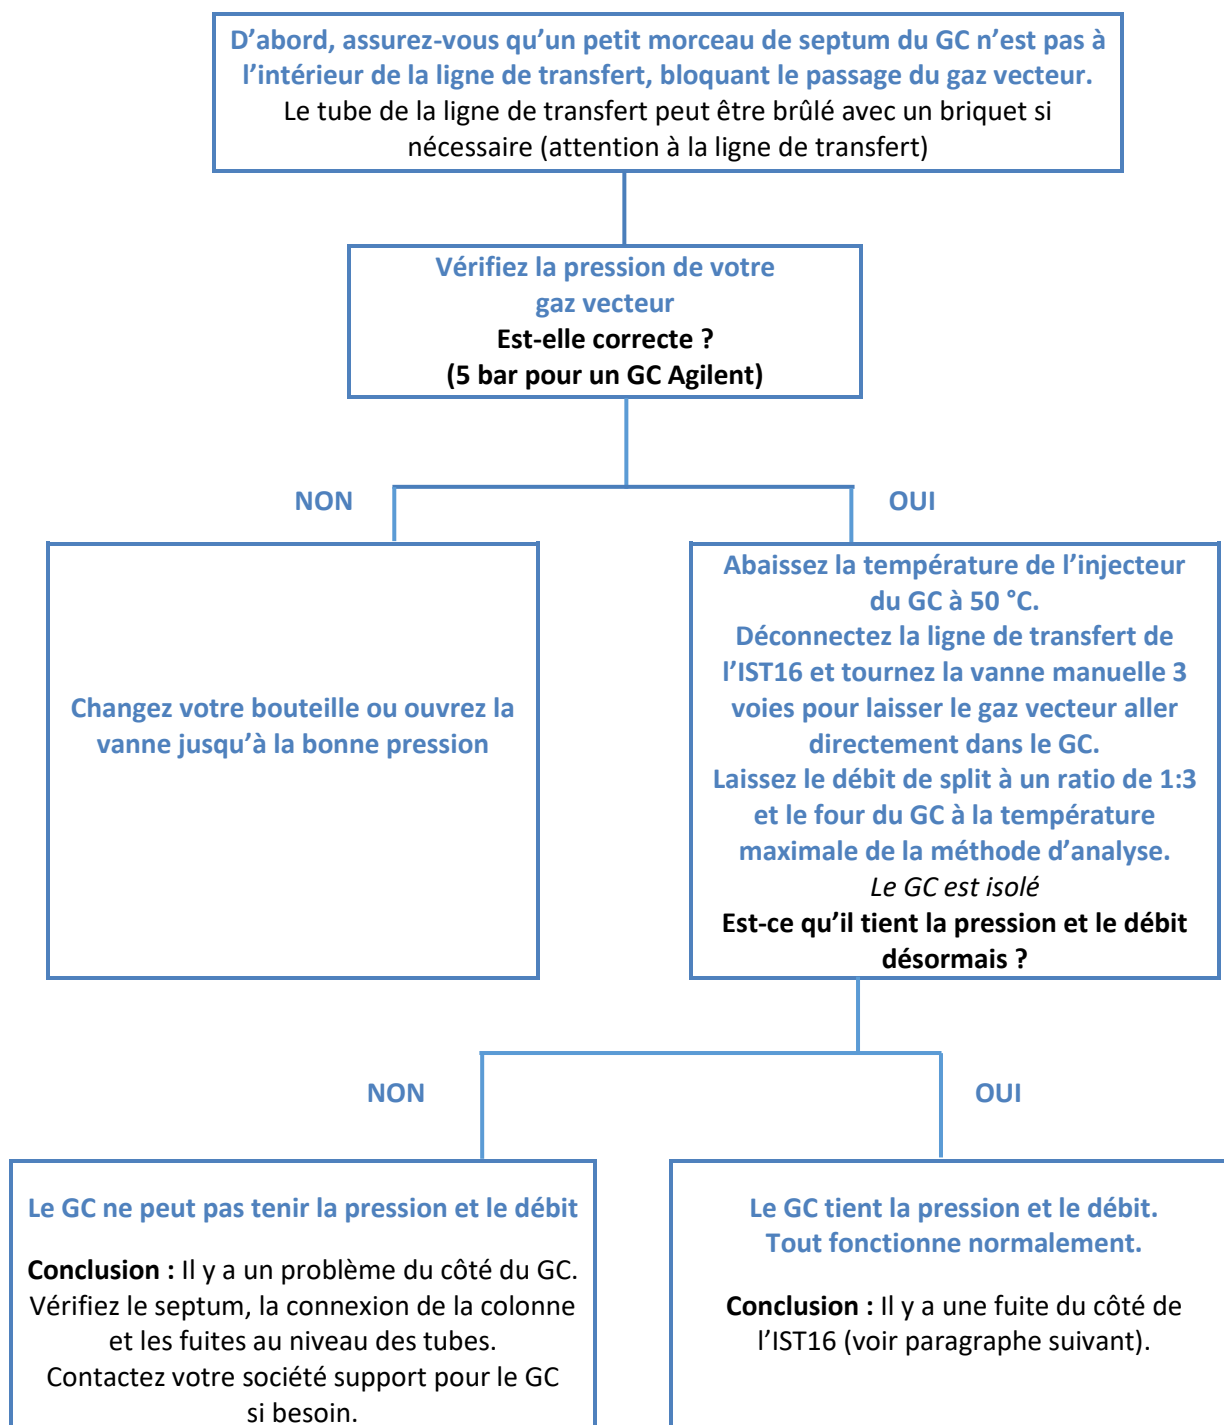 D’abord, assurez-vous qu’un petit morceau de septum du GC n’est pas à
l’intérieur de la ligne de transfert, bloquant le passage du gaz vecteur.
Le tube de la ligne de transfert peut être brûlé avec un briquet si
nécessaire (attention à la ligne de transfert)
Vérifiez la pression de votre
gaz vecteur
Est-elle correcte ?
(5 bar pour un GC Agilent)
NON
OUI
Changez votre bouteille ou ouvrez la
vanne jusqu’à la bonne pression
Abaissez la température de l’injecteur
du GC à 50 °C.
Déconnectez la ligne de transfert de
l’IST16 et tournez la vanne manuelle 3
voies pour laisser le gaz vecteur aller
directement dans le GC.
Laissez le débit de split à un ratio de 1:3
et le four du GC à la température
maximale de la méthode d’analyse.
Le GC est isolé
Est-ce qu’il tient la pression et le débit
désormais ?
NON
OUI
Le GC ne peut pas tenir la pression et le débit
Conclusion : Il y a un problème du côté du GC.
Vérifiez le septum, la connexion de la colonne
et les fuites au niveau des tubes.
Contactez votre société support pour le GC
si besoin.
Le GC tient la pression et le débit.
Tout fonctionne normalement.
Conclusion : Il y a une fuite du côté de
l’IST16 (voir paragraphe suivant).